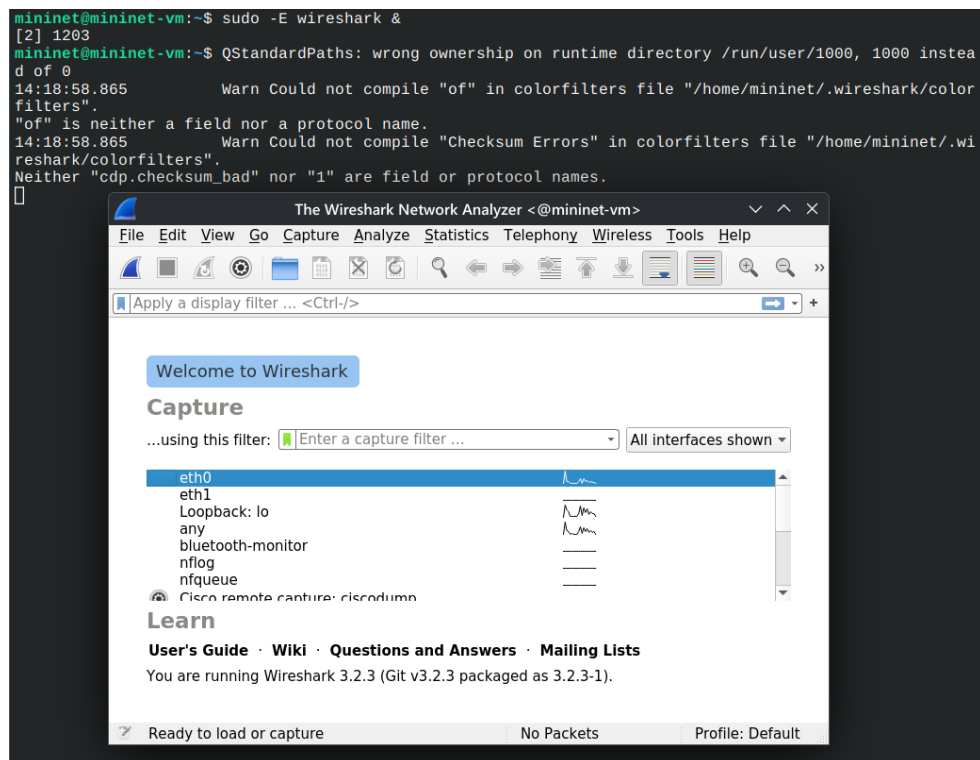 mininet@mininet-vm:~$ sudo -E wireshark &
[2] 1203
mininet@mininet-vm:~$ QStandardPaths: wrong ownership on runtime directory /run/user/1000, 1000 instea
d of 0
14:18:58.865          Warn Could not compile "of" in colorfilters file "/home/mininet/.wireshark/color
filters".
"of" is neither a field nor a protocol name.
14:18:58.865          Warn Could not compile "Checksum Errors" in colorfilters file "/home/mininet/.wi
reshark/colorfilters".
Neither "cdp.checksum_bad" nor "1" are field or protocol names.
The Wireshark Network Analyzer <@mininet-vm>
File Edit View Go Capture Analyze Statistics Telephony Wireless Tools Help
Apply a display filter ... <Ctrl-/>
Welcome to Wireshark
Capture
...using this filter: Enter a capture filter ... All interfaces shown
eth0
eth1
Loopback: lo
any
bluetooth-monitor
nflog
nfqueue
Cisco remote capture: ciscodump
Learn
User's Guide · Wiki · Questions and Answers · Mailing Lists
You are running Wireshark 3.2.3 (Git v3.2.3 packaged as 3.2.3-1).
Ready to load or capture No Packets Profile: Default